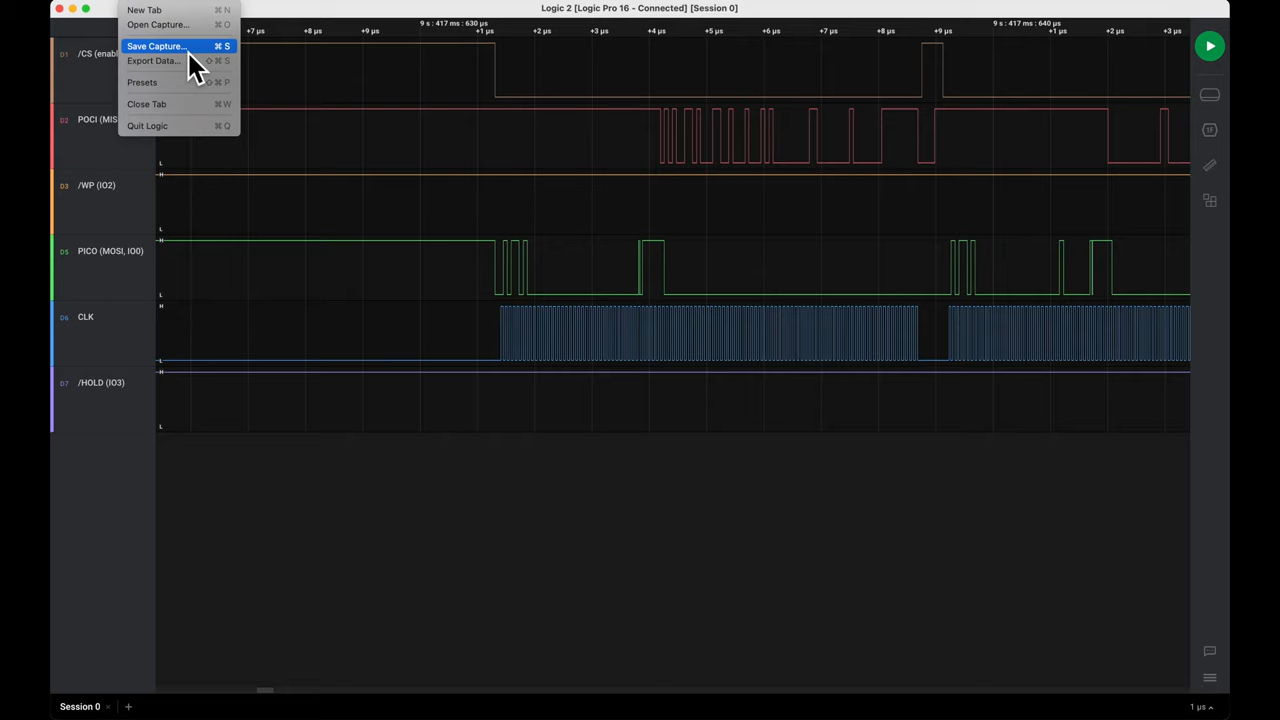 Logic 2 [Logic Pro 16 - Connected] [Session 0]
New Tab ⌘ N
Open Capture... ⌘ O
Save Capture... ⌘ S
Export Data... ⇧ ⌘ S
Presets ⇧ ⌘ P
Close Tab ⌘ W
Quit Logic ⌘ Q
9 s : 417 ms : 630 µs
9 s : 417 ms : 640 µs
+7 µs +8 µs +9 µs +1 µs +2 µs +3 µs +4 µs +5 µs +6 µs +7 µs +8 µs +9 µs +1 µs +2 µs +3 µs
D1 /CS (enabl
D2 POCI (MIS
L
D3 /WP (IO2)
H
L
D5 PICO (MOSI, IO0)
H
L
D6 CLK
H
L
D7 /HOLD (IO3)
H
L
1F
Session 0 × +
1 µs